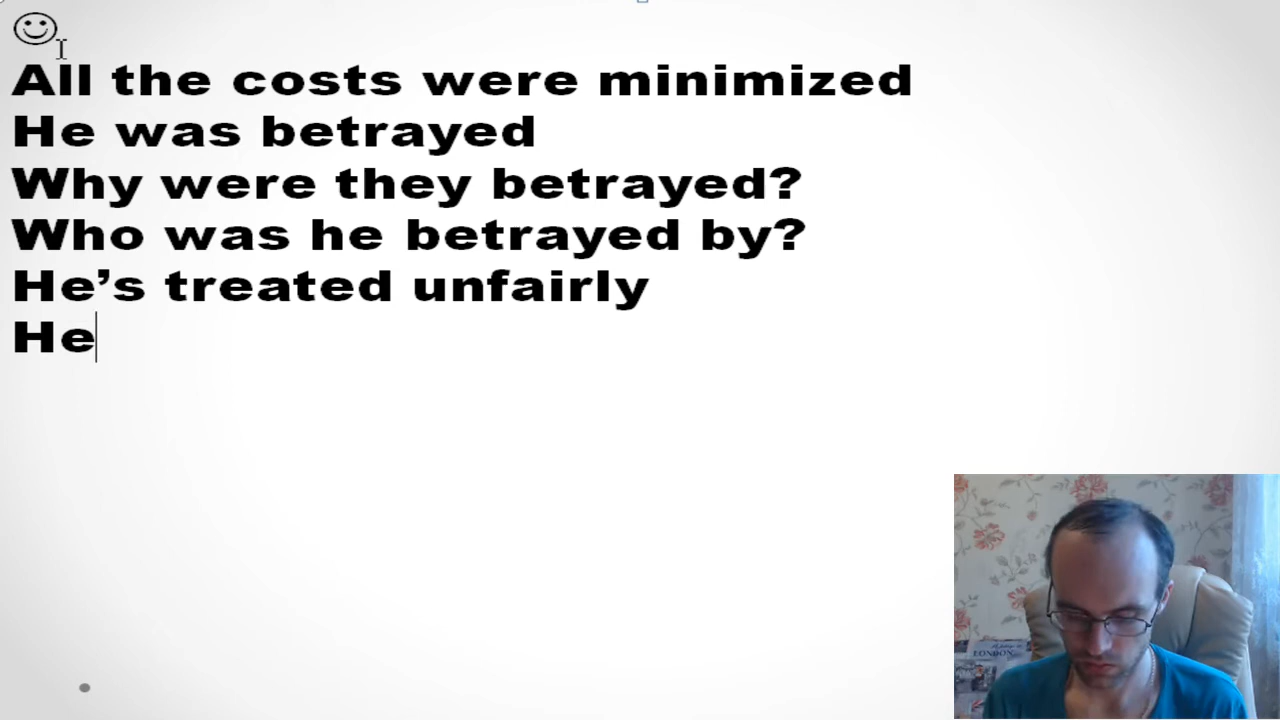 All the costs were minimized
He was betrayed
Why were they betrayed?
Who was he betrayed by?
He’s treated unfairly
He
LONDON